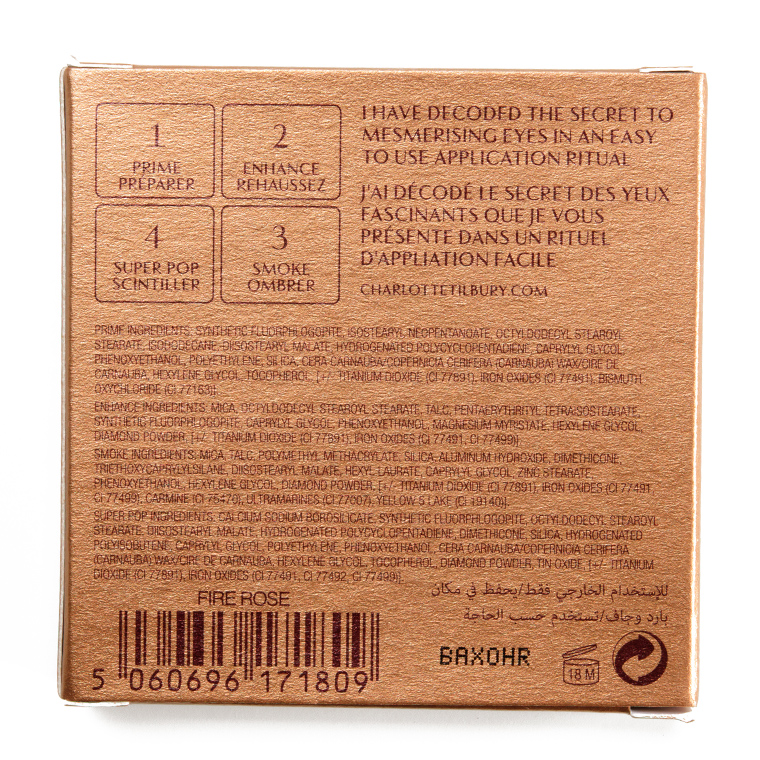 1
PRIME
PRÉPARER
2
ENHANCE
REHAUSSEZ
4
SUPER POP
SCINTILLER
3
SMOKE
OMBRER
I HAVE DECODED THE SECRET TO
MESMERISING EYES IN AN EASY
TO USE APPLICATION RITUAL
J'AI DÉCODÉ LE SECRET DES YEUX
FASCINANTS QUE JE VOUS
PRÉSENTE DANS UN RITUEL
D'APPLIATION FACILE
CHARLOTTETILBURY.COM
PRIME INGREDIENTS: SYNTHETIC FLUORPHLOGOPITE, ISOSTEARYL NEOPENTANOATE, OCTYLDODECYL STEAROYL
STEARATE, ISODODECANE, DIISOSTEARYL MALATE, HYDROGENATED POLYCYCLOPENTADIENE, CAPRYLYL GLYCOL,
PHENOXYETHANOL, POLYETHYLENE, SILICA, CERA CARNAUBA/COPERNICIA CERIFERA (CARNAUBA) WAX/CIRE DE
CARNAUBA, HEXYLENE GLYCOL, TOCOPHEROL, [+/- TITANIUM DIOXIDE (CI 77891), IRON OXIDES (CI 77491), BISMUTH
OXYCHLORIDE (CI 77163)]
ENHANCE INGREDIENTS: MICA, OCTYLDODECYL STEAROYL STEARATE, TALC, PENTAERYTHRITYL TETRAISOSTEARATE,
SYNTHETIC FLUORPHLOGOPITE, CAPRYLYL GLYCOL, PHENOXYETHANOL, MAGNESIUM MYRISTATE, HEXYLENE GLYCOL,
DIAMOND POWDER, [+/- TITANIUM DIOXIDE (CI 77891), IRON OXIDES (CI 77491, CI 77499)]
SMOKE INGREDIENTS: MICA, TALC, POLYMETHYL METHACRYLATE, SILICA, ALUMINUM HYDROXIDE, DIMETHICONE,
TRIETHOXYCAPRYLYLSILANE, DIISOSTEARYL MALATE, HEXYL LAURATE, CAPRYLYL GLYCOL, ZINC STEARATE,
PHENOXYETHANOL, HEXYLENE GLYCOL, DIAMOND POWDER, [+/- TITANIUM DIOXIDE (CI 77891), IRON OXIDES (CI 77491,
CI 77499), CARMINE (CI 75470), ULTRAMARINES (CI 77007), YELLOW 5 LAKE (CI 19140)]
SUPER POP INGREDIENTS: CALCIUM SODIUM BOROSILICATE, SYNTHETIC FLUORPHLOGOPITE, OCTYLDODECYL STEAROYL
STEARATE, DIISOSTEARYL MALATE, HYDROGENATED POLYCYCLOPENTADIENE, DIMETHICONE, SILICA, HYDROGENATED
POLYISOBUTENE, CAPRYLYL GLYCOL, POLYETHYLENE, PHENOXYETHANOL, CERA CARNAUBA/COPERNICIA CERIFERA
(CARNAUBA) WAX/CIRE DE CARNAUBA, HEXYLENE GLYCOL, TOCOPHEROL, DIAMOND POWDER, TIN OXIDE, [+/- TITANIUM
DIOXIDE (CI 77891), IRON OXIDES (CI 77491, CI 77492, CI 77499)]
للإستخدام الخارجي فقط/يحفظ في مكان
بارد وجاف/تستخدم حسب الحاجة
FIRE ROSE
5 060696 171809
BAXOHR
18 M